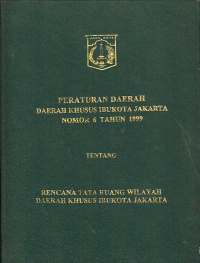 PERATURAN DAERAH
DAERAH KHUSUS IBUKOTA JAKARTA
NOMOR 6 TAHUN 1999
TENTANG
RENCANA TATA RUANG WILAYAH
DAERAH KHUSUS IBUKOTA JAKARTA